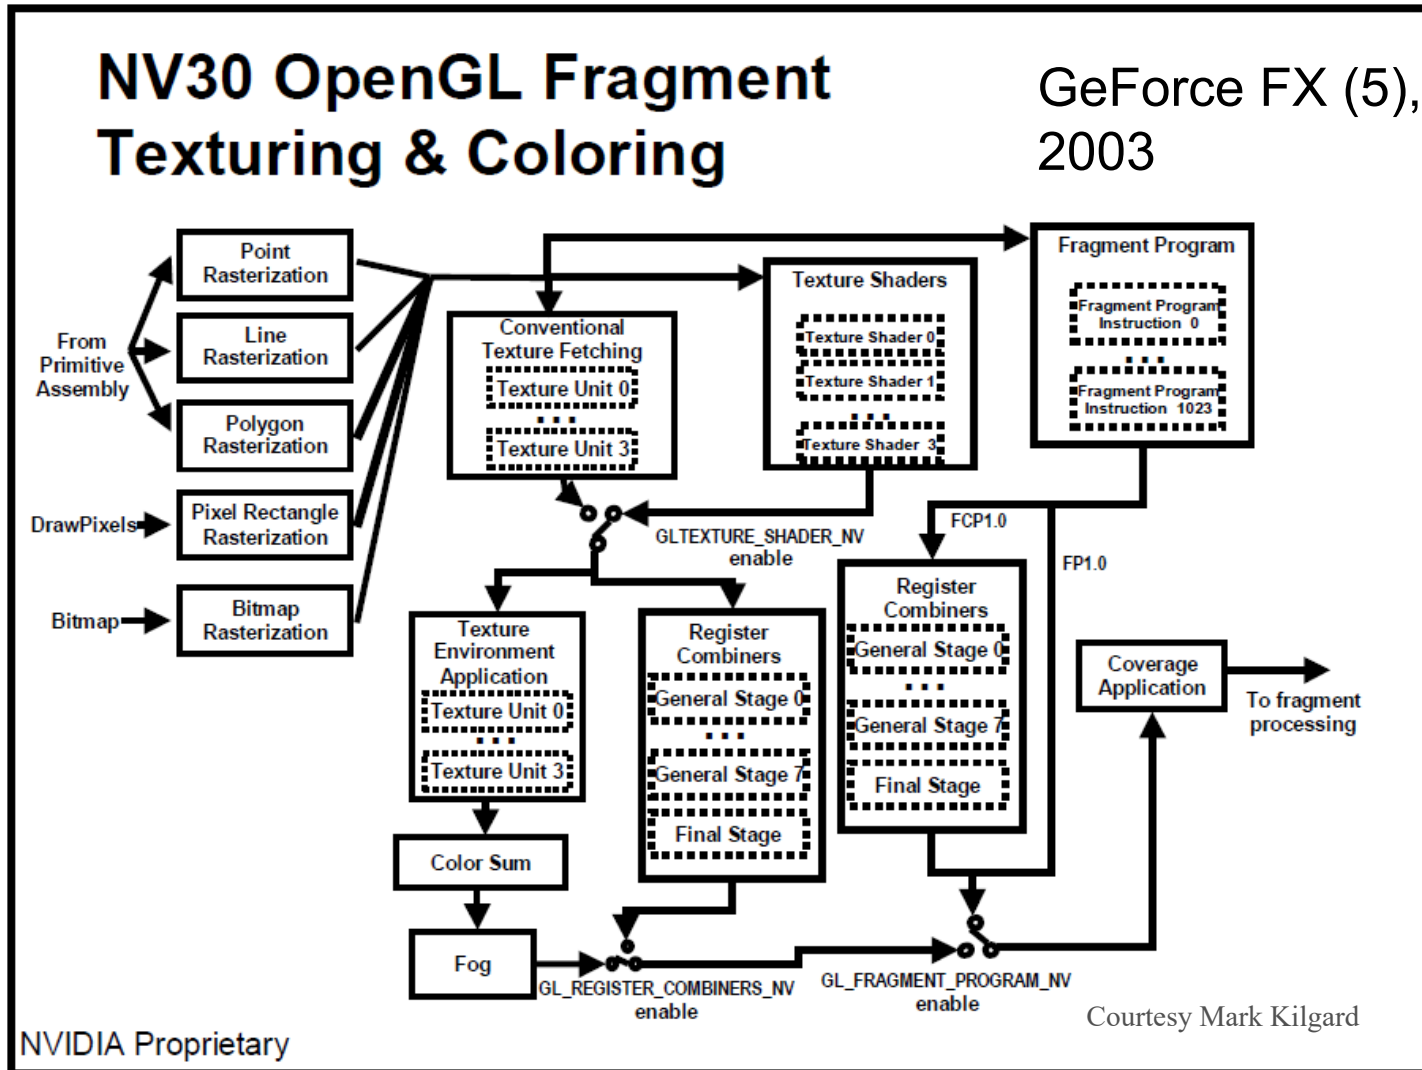 NV30 OpenGL Fragment
Texturing & Coloring
GeForce FX (5),
2003
From
Primitive
Assembly
DrawPixels
Bitmap
Point
Rasterization
Line
Rasterization
Polygon
Rasterization
Pixel Rectangle
Rasterization
Bitmap
Rasterization
Conventional
Texture Fetching
Texture Unit 0
...
Texture Unit 3
Texture Shaders
Texture Shader 0
Texture Shader 1
...
Texture Shader 3
Fragment Program
Fragment Program
Instruction 0
...
Fragment Program
Instruction 1023
GLTEXTURE_SHADER_NV
enable
FCP1.0
FP1.0
Texture
Environment
Application
Texture Unit 0
...
Texture Unit 3
Register
Combiners
General Stage 0
...
General Stage 7
Final Stage
Register
Combiners
General Stage 0
...
General Stage 7
Final Stage
Coverage
Application
To fragment
processing
Color Sum
Fog
GL_REGISTER_COMBINERS_NV
enable
GL_FRAGMENT_PROGRAM_NV
enable
Courtesy Mark Kilgard
NVIDIA Proprietary